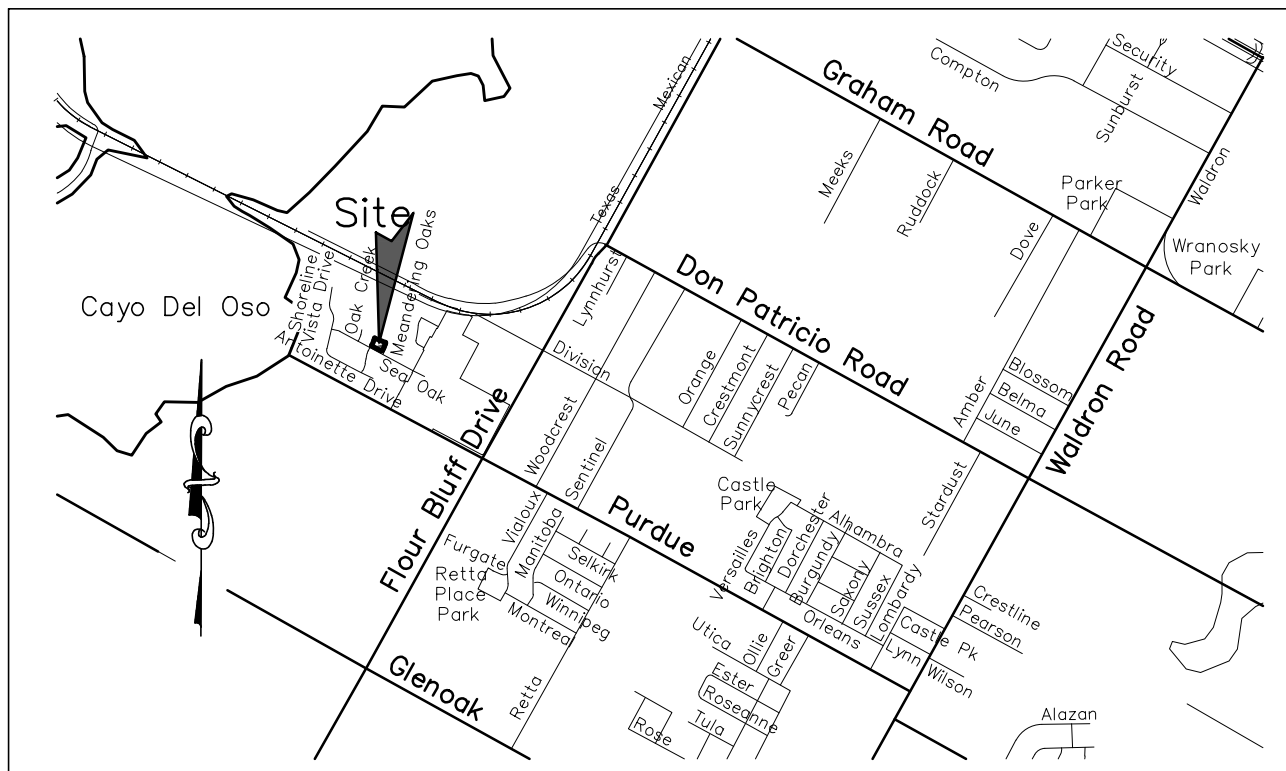 Mexican
Texas
Graham Road
Compton
Security
Sunburst
Waldron
Meeks
Ruddock
Parker
Park
Wranosky
Park
Dove
Site
Cayo Del Oso
Shoreline
Vista Drive
Oak Creek
Meandering Oaks
Antoinette Drive
Sea Oak
Lynnhurst
Division
Don Patricio Road
Orange
Crestmont
Sunnycrest
Pecan
Amber
Blossom
Belma
June
Waldron Road
Flour Bluff Drive
Woodcrest
Sentinel
Purdue
Castle
Park
Stardust
Vialoux
Manitoba
Furgate
Retta
Place
Park
Selkirk
Ontario
Winnipeg
Montreal
Versailles
Brighton
Dorchester
Burgundy
Alhambra
Saxony
Sussex
Lombardy
Orleans
Crestline
Pearson
Castle Pk
Lynn
Wilson
Utica
Ollie
Greer
Ester
Roseanne
Tula
Rose
Retta
Glenoak
Alazan